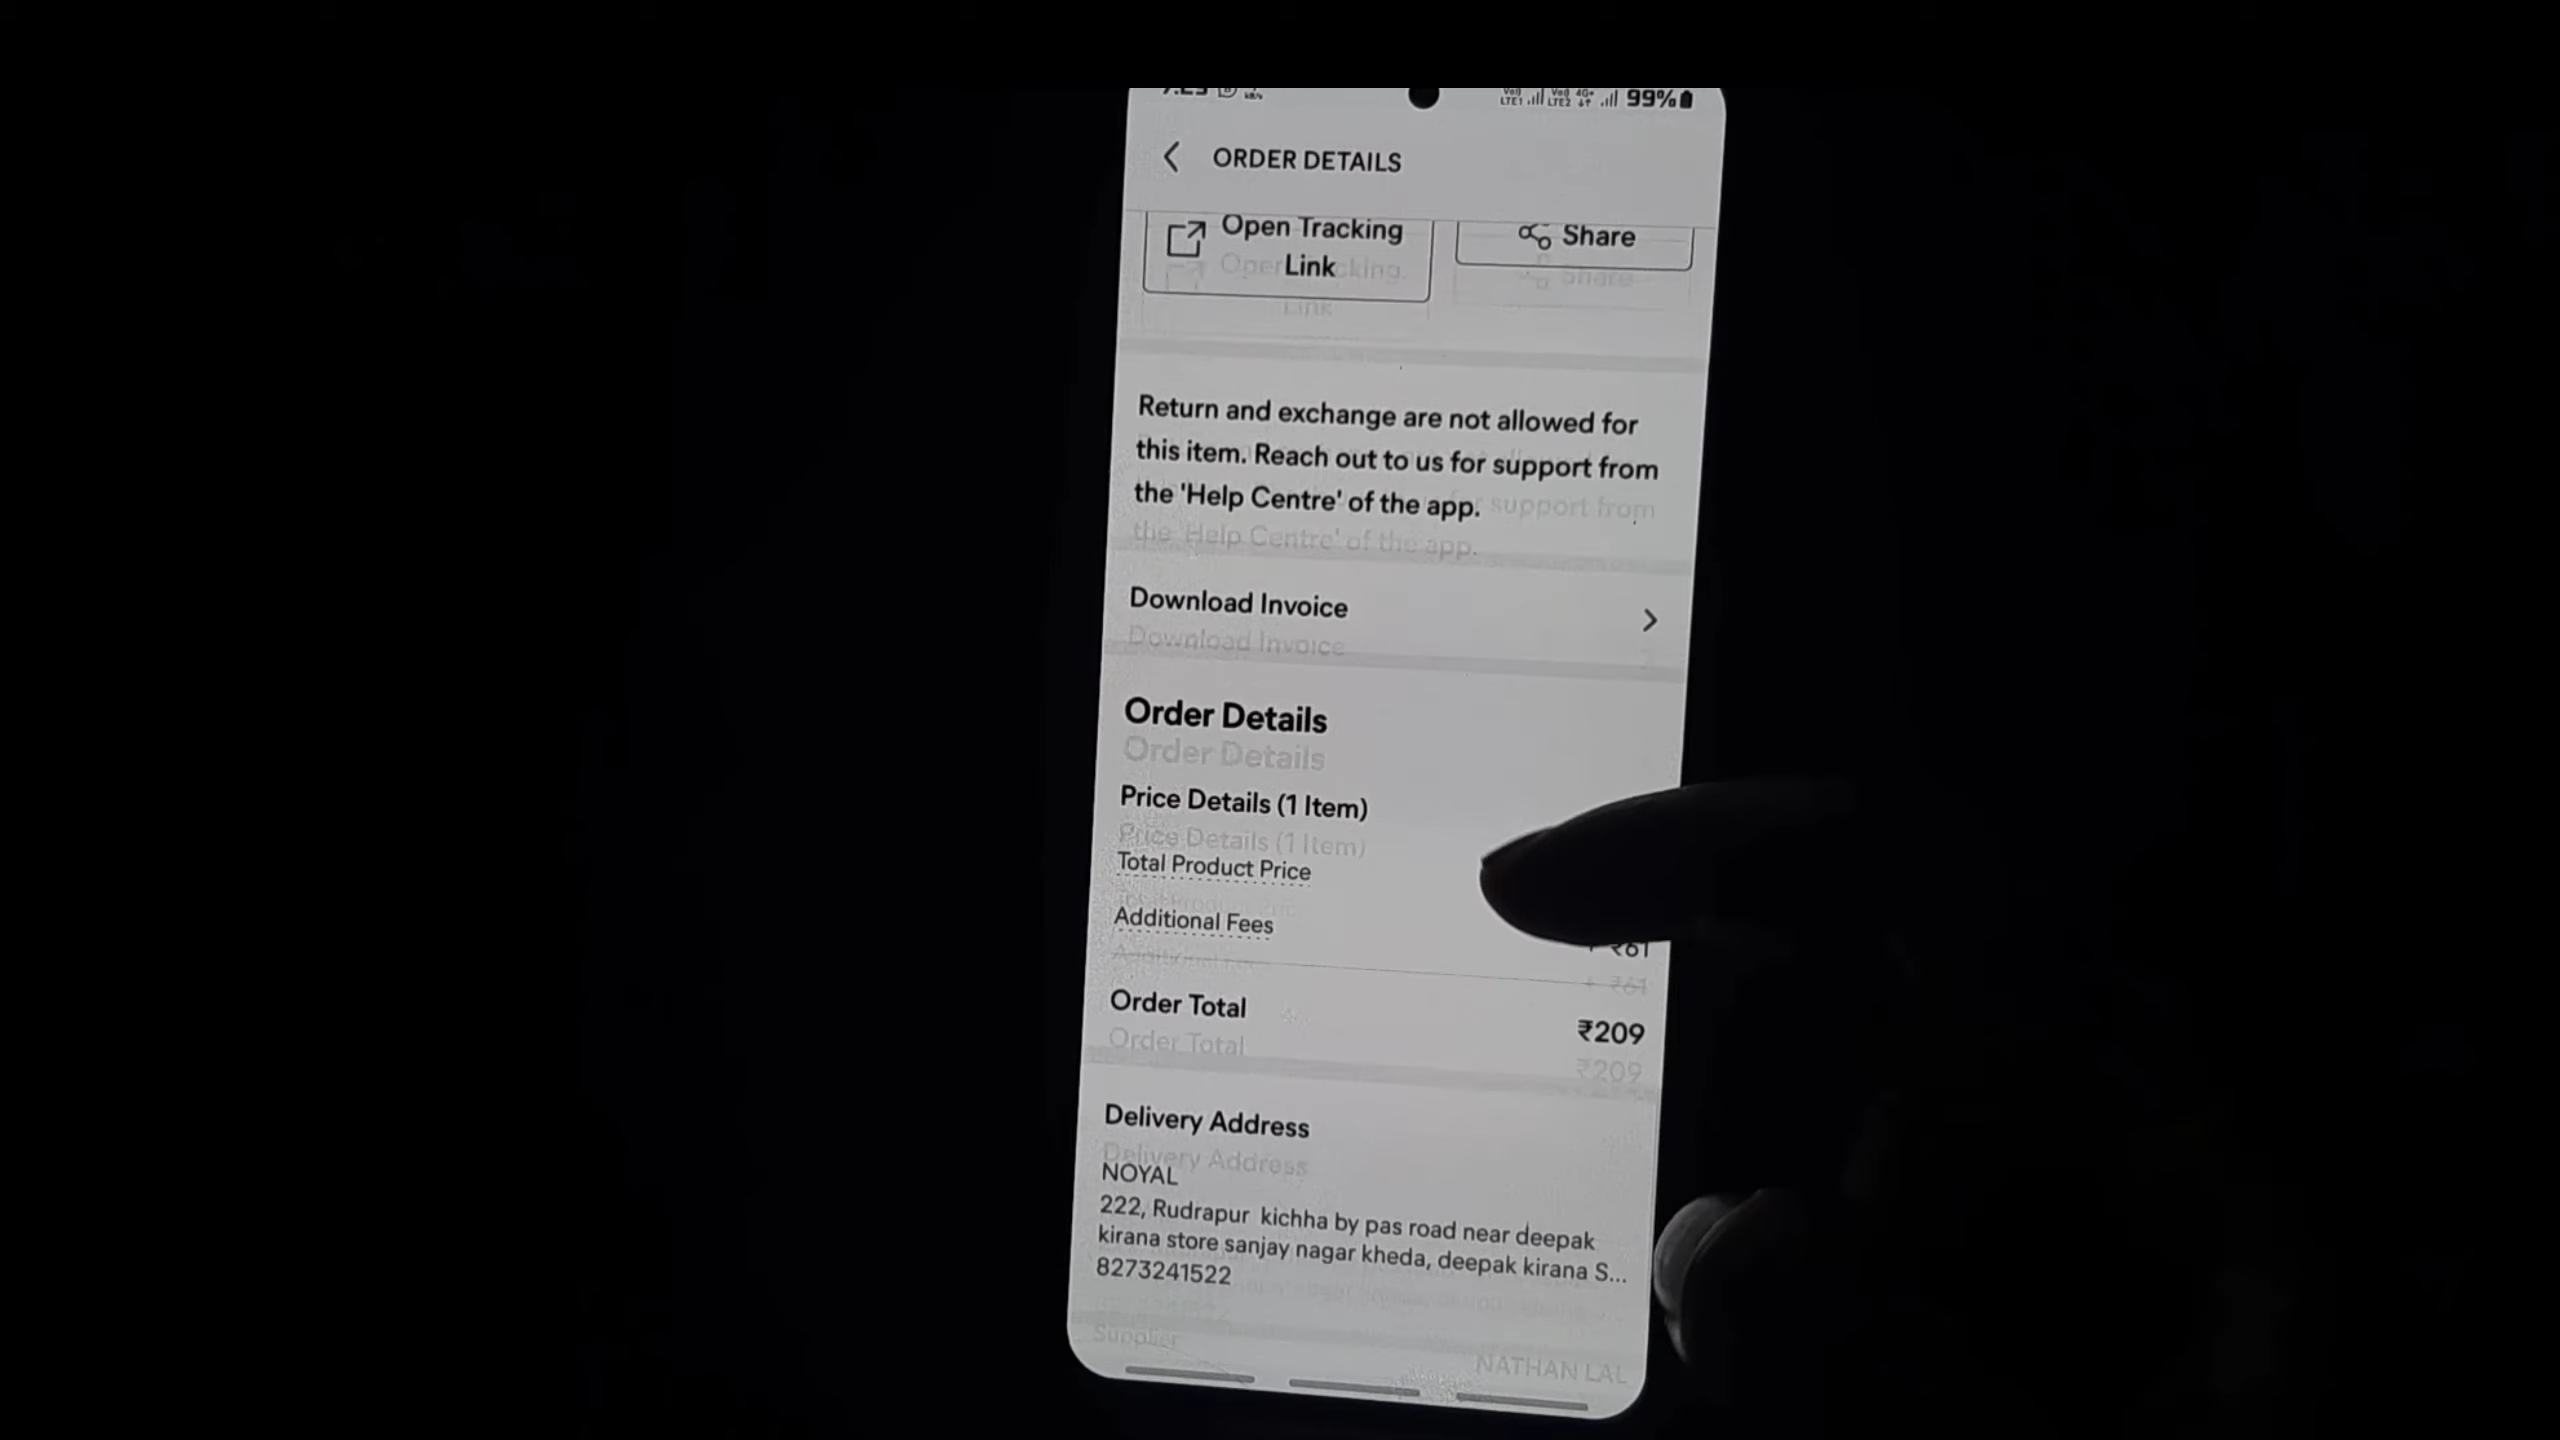 99%
ORDER DETAILS
Open Tracking
Link
Share
Return and exchange are not allowed for
this item. Reach out to us for support from
the 'Help Centre' of the app.
Download Invoice
Order Details
Price Details (1 Item)
Total Product Price
Additional Fees
+ ₹61
Order Total
₹209
Delivery Address
NOYAL
222, Rudrapur kichha by pas road near deepak
kirana store sanjay nagar kheda, deepak kirana S...
8273241522
Supplier
NATHAN LAL